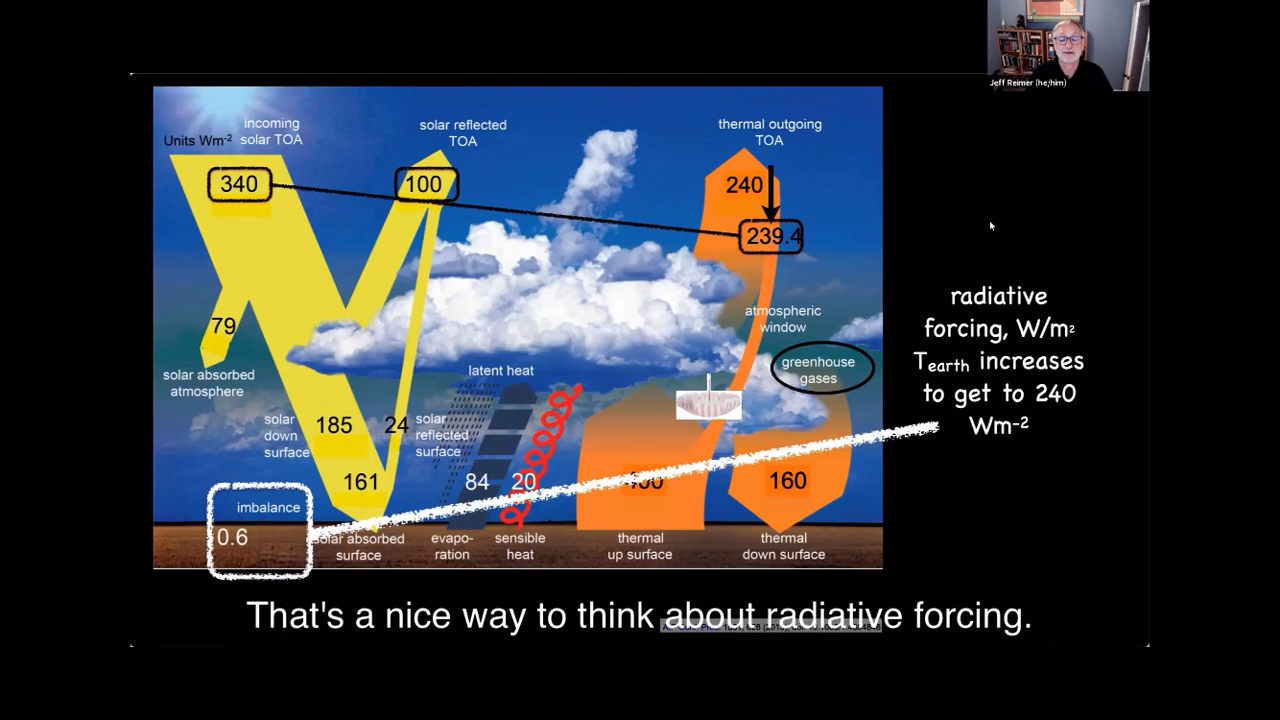 Jeff Reimer (he/him)
incoming
solar TOA
Units Wm-2
solar reflected
TOA
thermal outgoing
TOA
340
100
240
239.4
79
solar absorbed
atmosphere
atmospheric
window
greenhouse
gases
latent heat
solar
down
surface
185
24
solar
reflected
surface
161
84
20
160
imbalance
0.6
solar absorbed
surface
evapo-
ration
sensible
heat
thermal
up surface
thermal
down surface
radiative
forcing, W/m2
Tearth increases
to get to 240
Wm-2
That's a nice way to think about radiative forcing.